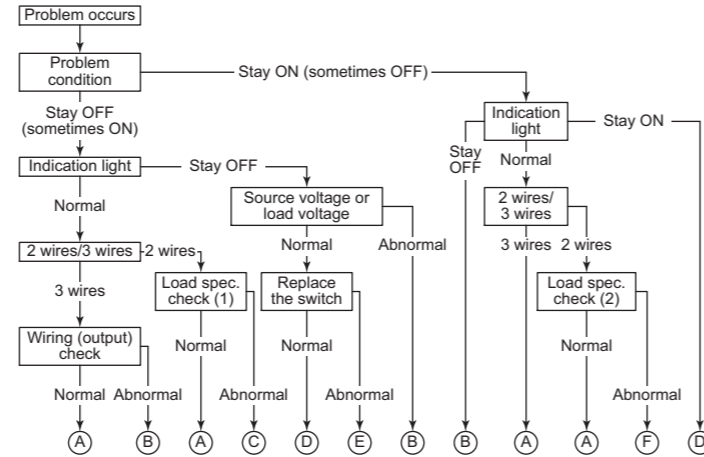 Problem occurs
Problem
condition
Stay ON (sometimes OFF)
Stay OFF
(sometimes ON)
Indication
light
Stay ON
Stay
OFF
Normal
Indication light
Stay OFF
Normal
Source voltage or
load voltage
2 wires/
3 wires
Normal
Abnormal
3 wires
2 wires
2 wires/3 wires
2 wires
3 wires
Load spec.
check (1)
Replace
the switch
Load spec.
check (2)
Wiring (output)
check
Normal
Normal
Normal
Normal
Abnormal
Abnormal
Abnormal
Abnormal
A
B
A
C
D
E
B
B
A
A
F
D